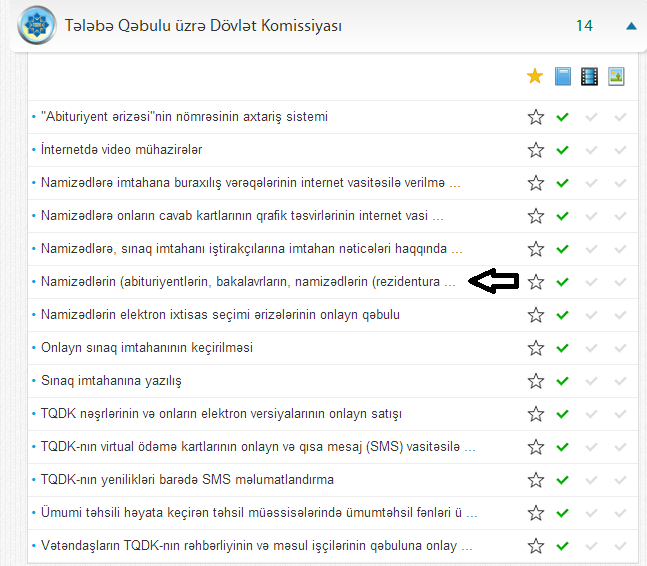 Tələbə Qəbulu üzrə Dövlət Komissiyası 14
"Abituriyent ərizəsi"nin nömrəsinin axtariş sistemi
İnternetdə video mühazirələr
Namizədlərə imtahana buraxılış vərəqələrinin internet vasitəsilə verilmə ...
Namizədlərə onların cavab kartlarının qrafik təsvirlərinin internet vasi ...
Namizədlərə, sınaq imtahanı iştirakçılarına imtahan nəticələri haqqında ...
Namizədlərin (abituriyentlərin, bakalavrların, namizədlərin (rezidentura ...
Namizədlərin elektron ixtisas seçimi ərizələrinin onlayn qəbulu
Onlayn sınaq imtahanının keçirilməsi
Sınaq imtahanına yazılış
TQDK nəşrlərinin və onların elektron versiyalarının onlayn satışı
TQDK-nın virtual ödəmə kartlarının onlayn və qısa mesaj (SMS) vasitəsilə ...
TQDK-nın yenilikləri barədə SMS məlumatlandırma
Ümumi təhsili həyata keçirən təhsil müəssisələrində ümumtəhsil fənləri ü ...
Vətəndaşların TQDK-nın rəhbərliyinin və məsul işçilərinin qəbuluna onlay ...